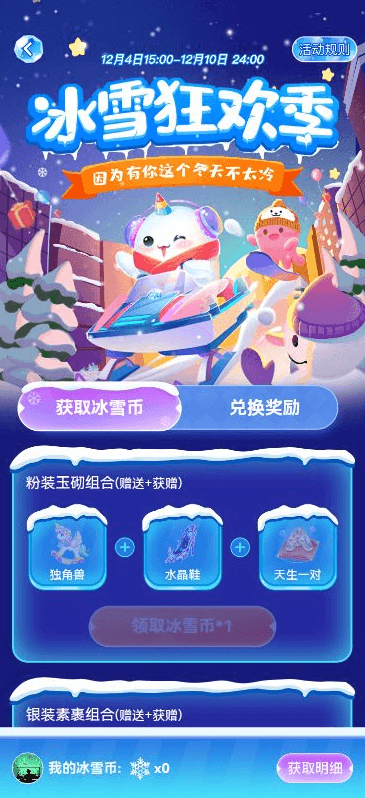 12月4日15:00-12月10日 24:00
活动规则
冰雪狂欢季
因为有你这个冬天不太冷
获取冰雪币
兑换奖励
粉装玉砌组合(赠送+获赠)
独角兽
水晶鞋
天生一对
领取冰雪币*1
银装素裹组合(赠送+获赠)
我的冰雪币:
x0
获取明细